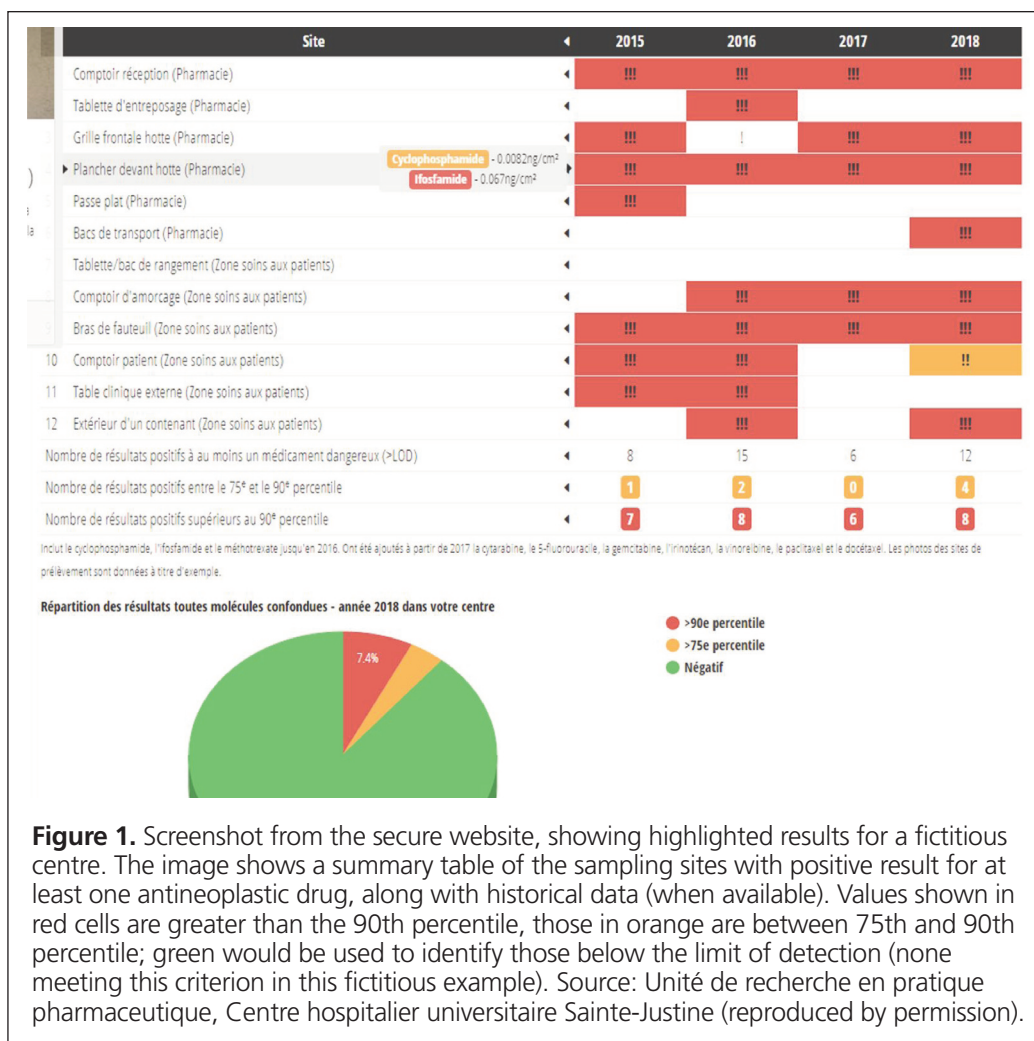 Site 2015 2016 2017 2018
Comptoir réception (Pharmacie) !!! !!! !!! !!!
Tablette d'entreposage (Pharmacie) !!!
Grille frontale hotte (Pharmacie) !!! ! !!! !!!
) Plancher devant hotte (Pharmacie) Cyclophosphamide - 0.0082ng/cm² !!! !!! !!! !!!
Ifosfamide - 0.067ng/cm²
Passe plat (Pharmacie) !!!
la Bacs de transport (Pharmacie) !!!
Tablette/bac de rangement (Zone soins aux patients)
Comptoir d'amorcage (Zone soins aux patients) !!! !!! !!!
Bras de fauteuil (Zone soins aux patients) !!! !!! !!! !!!
10 Comptoir patient (Zone soins aux patients) !!! !!! !!
11 Table clinique externe (Zone soins aux patients) !!! !!!
12 Extérieur d'un contenant (Zone soins aux patients) !!! !!!
Nombre de résultats positifs à au moins un médicament dangereux (>LOD) 8 15 6 12
Nombre de résultats positifs entre le 75ᵉ et le 90ᵉ percentile 1 2 0 4
Nombre de résultats positifs supérieurs au 90ᵉ percentile 7 8 6 8
Inclut le cyclophosphamide, l'ifosfamide et le méthotrexate jusqu'en 2016. Ont été ajoutés à partir de 2017 la cytarabine, le 5-fluorouracile, la gemcitabine, l'irinotécan, la vinorelbine, le paclitaxel et le docétaxel. Les photos des sites de
prélèvement sont données à titre d'exemple.
Répartition des résultats toutes molécules confondues - année 2018 dans votre centre
>90e percentile
>75e percentile
Négatif
7.4%
Figure 1. Screenshot from the secure website, showing highlighted results for a fictitious
centre. The image shows a summary table of the sampling sites with positive result for at
least one antineoplastic drug, along with historical data (when available). Values shown in
red cells are greater than the 90th percentile, those in orange are between 75th and 90th
percentile; green would be used to identify those below the limit of detection (none
meeting this criterion in this fictitious example). Source: Unité de recherche en pratique
pharmaceutique, Centre hospitalier universitaire Sainte-Justine (reproduced by permission).